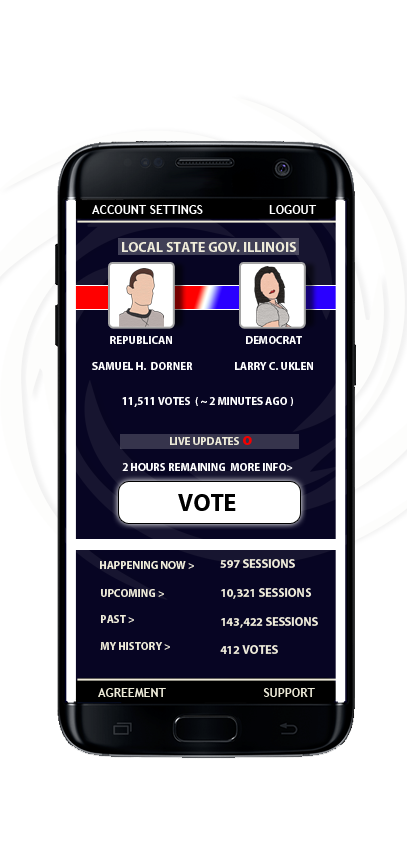 ACCOUNT SETTINGS LOGOUT
LOCAL STATE GOV. ILLINOIS
REPUBLICAN DEMOCRAT
SAMUEL H. DORNER LARRY C. UKLEN
11,511 VOTES ( ~ 2 MINUTES AGO )
LIVE UPDATES O
2 HOURS REMAINING MORE INFO>
VOTE
HAPPENING NOW > 597 SESSIONS
UPCOMING > 10,321 SESSIONS
PAST > 143,422 SESSIONS
MY HISTORY > 412 VOTES
AGREEMENT SUPPORT